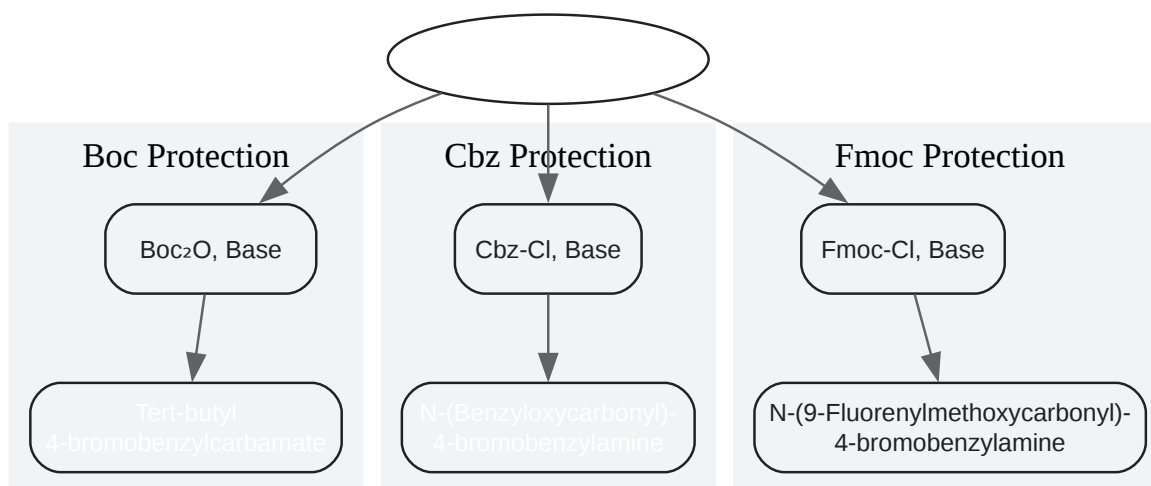 Boc Protection
Cbz Protection
Fmoc Protection
Boc₂O, Base
Cbz-Cl, Base
Fmoc-Cl, Base
Tert-butyl
4-bromobenzylcarbamate
N-(Benzyloxycarbonyl)-
4-bromobenzylamine
N-(9-Fluorenylmethoxycarbonyl)-
4-bromobenzylamine